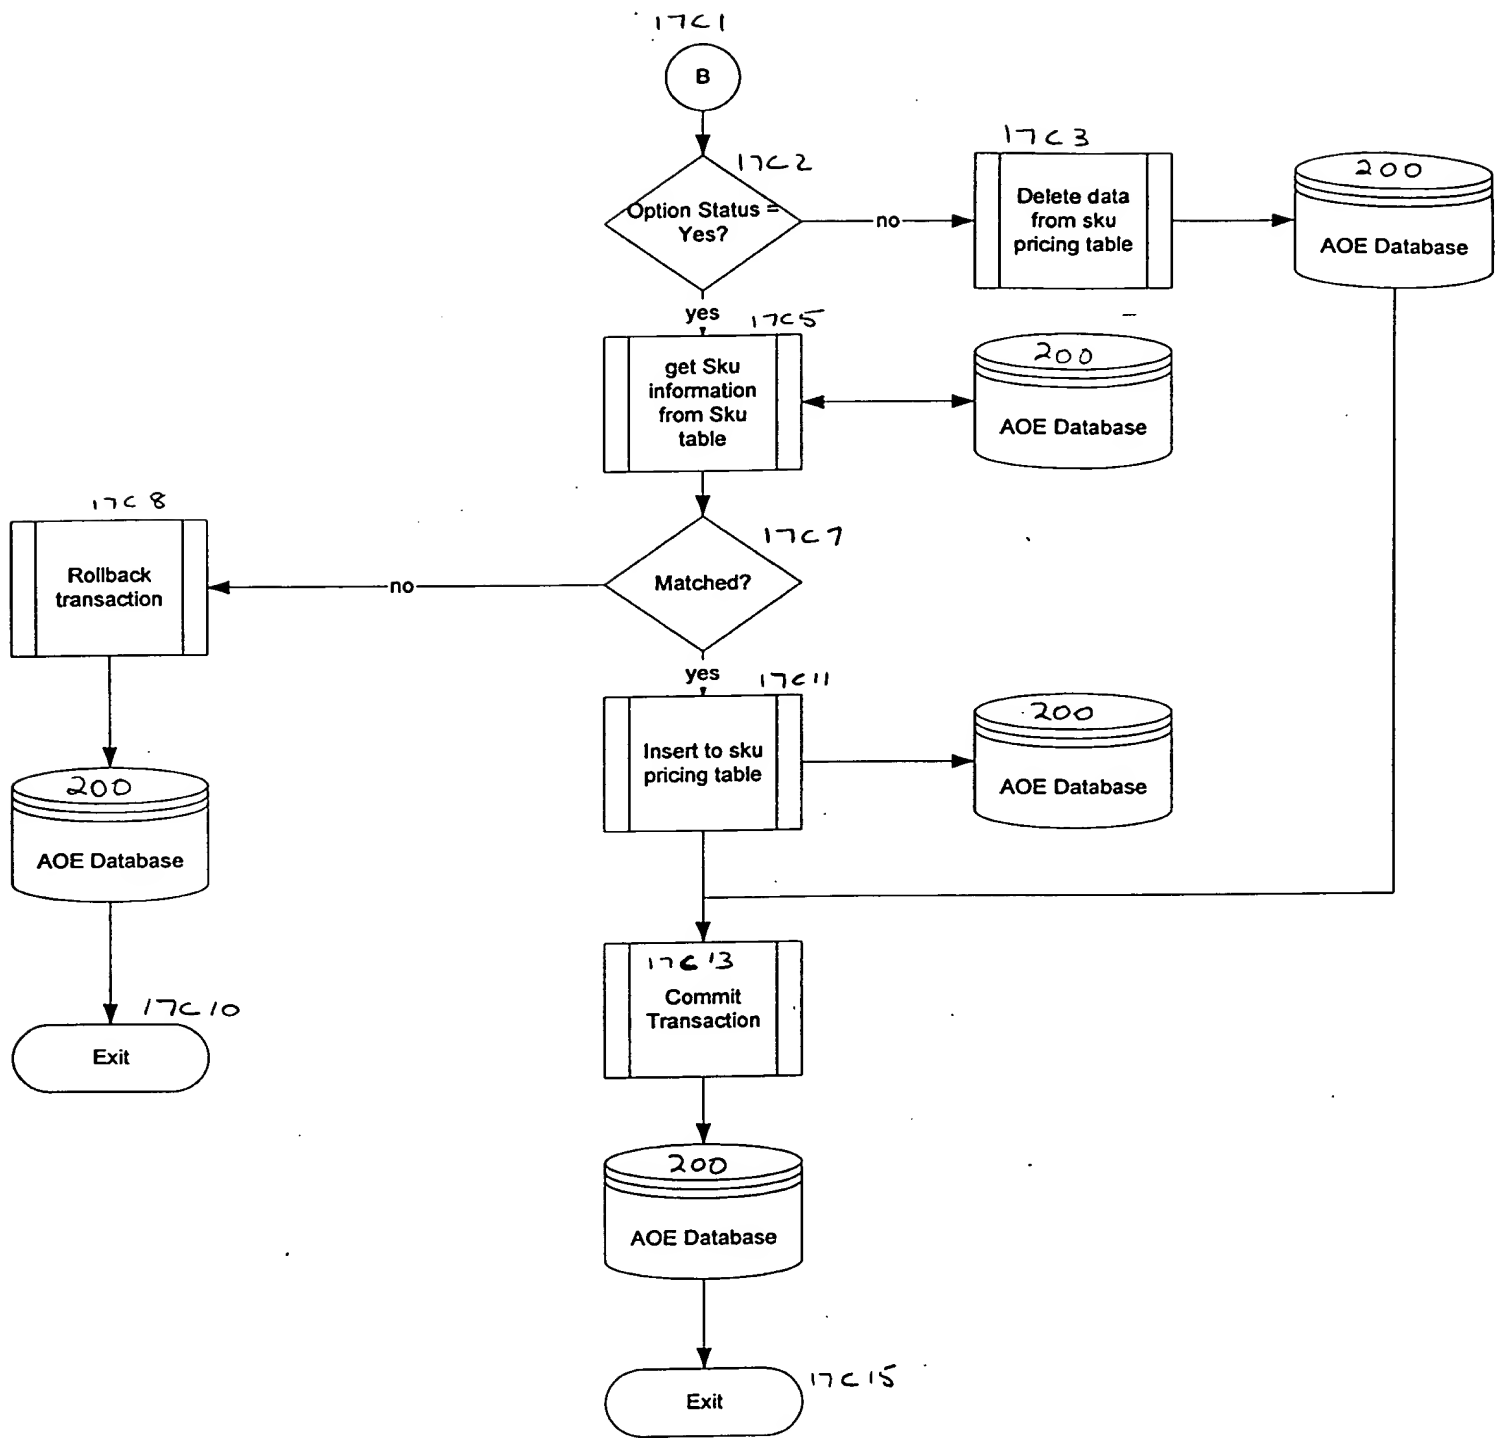 17C1
B
17C2
Option Status =
Yes?
no
17C3
Delete data
from sku
pricing table
200
AOE Database
yes
17C5
get Sku
information
from Sku
table
200
AOE Database
17C7
Matched?
no
17C8
Rollback
transaction
200
AOE Database
17C10
Exit
yes
17C11
Insert to sku
pricing table
200
AOE Database
17C13
Commit
Transaction
200
AOE Database
17C15
Exit